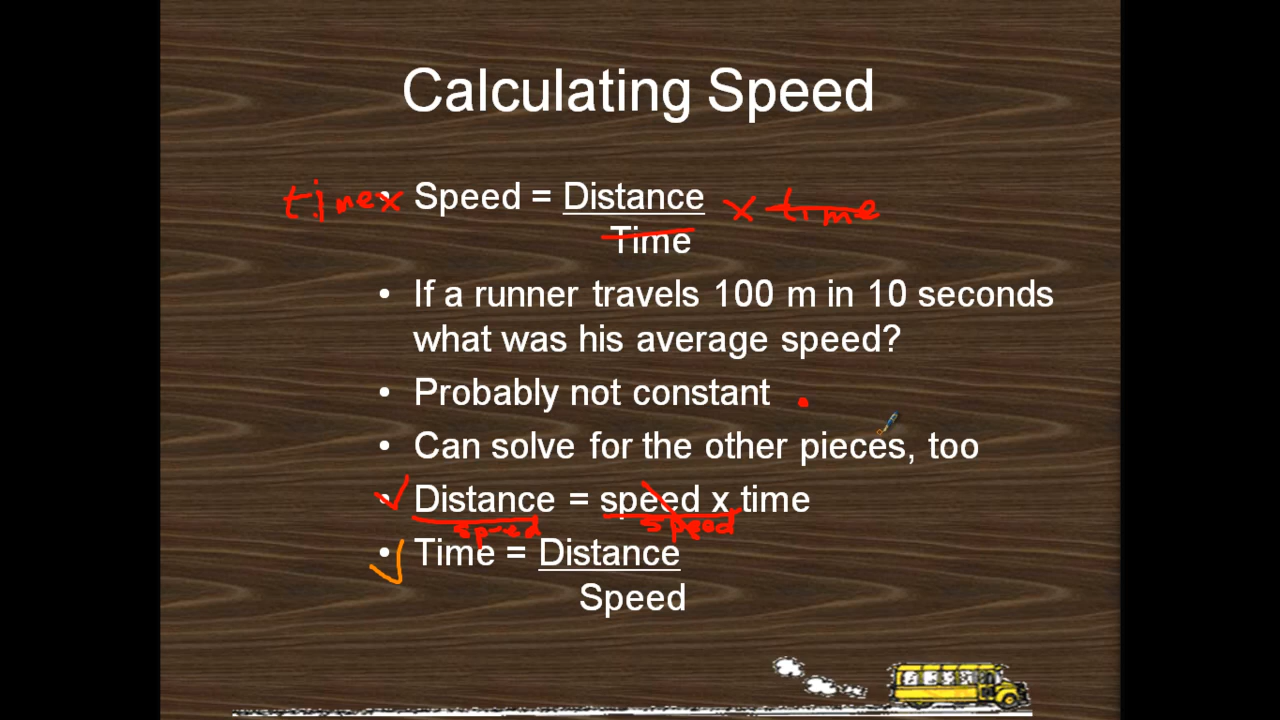 Calculating Speed
time x • Speed = Distance x time
Time
• If a runner travels 100 m in 10 seconds
what was his average speed?
• Probably not constant
• Can solve for the other pieces, too
• Distance = speed x time
speed speed
• Time = Distance
Speed